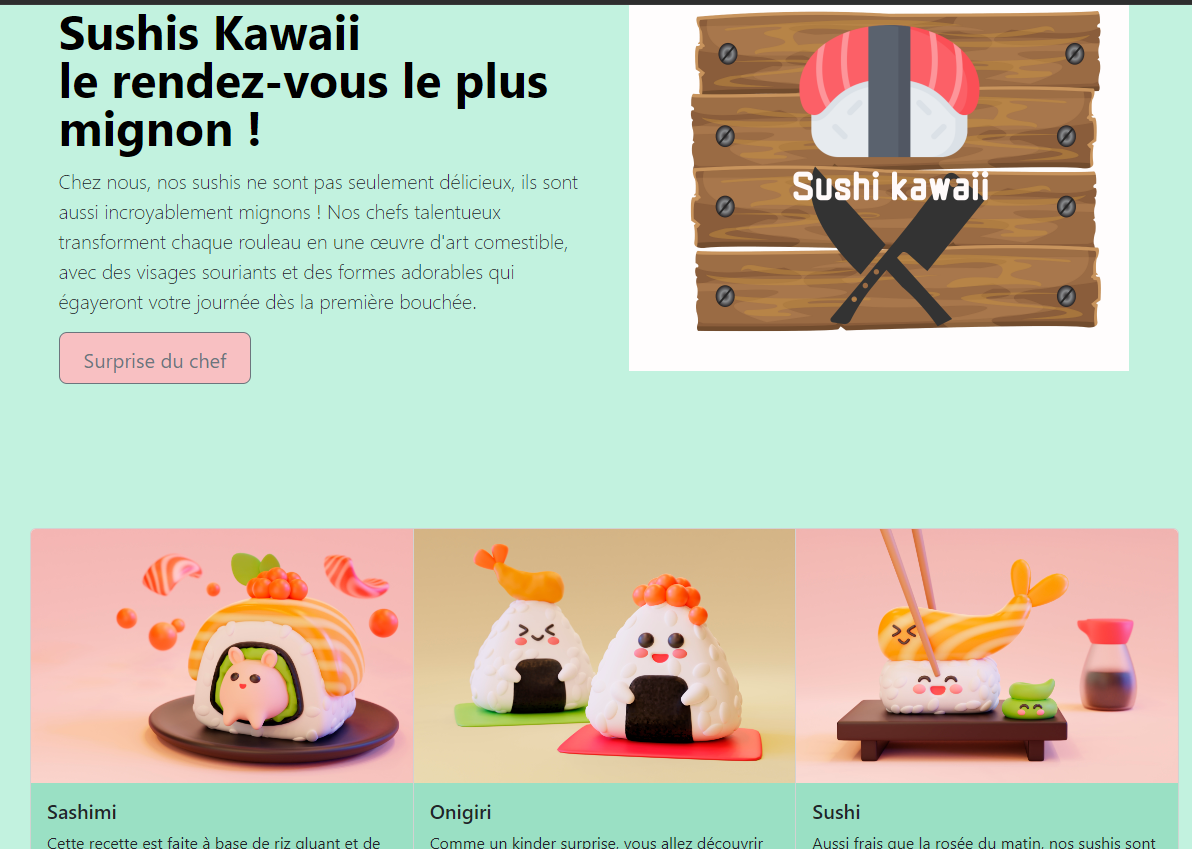 Sushis Kawaii
le rendez-vous le plus
mignon !
Chez nous, nos sushis ne sont pas seulement délicieux, ils sont
aussi incroyablement mignons ! Nos chefs talentueux
transforment chaque rouleau en une œuvre d'art comestible,
avec des visages souriants et des formes adorables qui
égayeront votre journée dès la première bouchée.
Surprise du chef
Sushi kawaii
Sashimi
Cette recette est faite à base de riz gluant et de
Onigiri
Comme un kinder surprise, vous allez découvrir
Sushi
Aussi frais que la rosée du matin, nos sushis sont